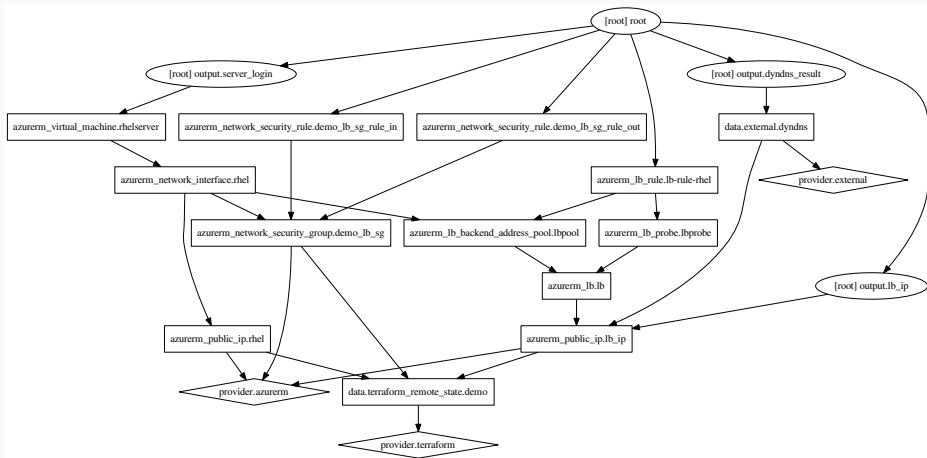 [root] root
[root] output.server_login
[root] output.dyndns_result
azurerm_virtual_machine.rhelserver
azurerm_network_security_rule.demo_lb_sg_rule_in
azurerm_network_security_rule.demo_lb_sg_rule_out
data.external.dyndns
azurerm_network_interface.rhel
azurerm_lb_rule.lb-rule-rhel
provider.external
azurerm_network_security_group.demo_lb_sg
azurerm_lb_backend_address_pool.lbpool
azurerm_lb_probe.lbprobe
azurerm_lb.lb
[root] output.lb_ip
azurerm_public_ip.rhel
azurerm_public_ip.lb_ip
provider.azurerm
data.terraform_remote_state.demo
provider.terraform